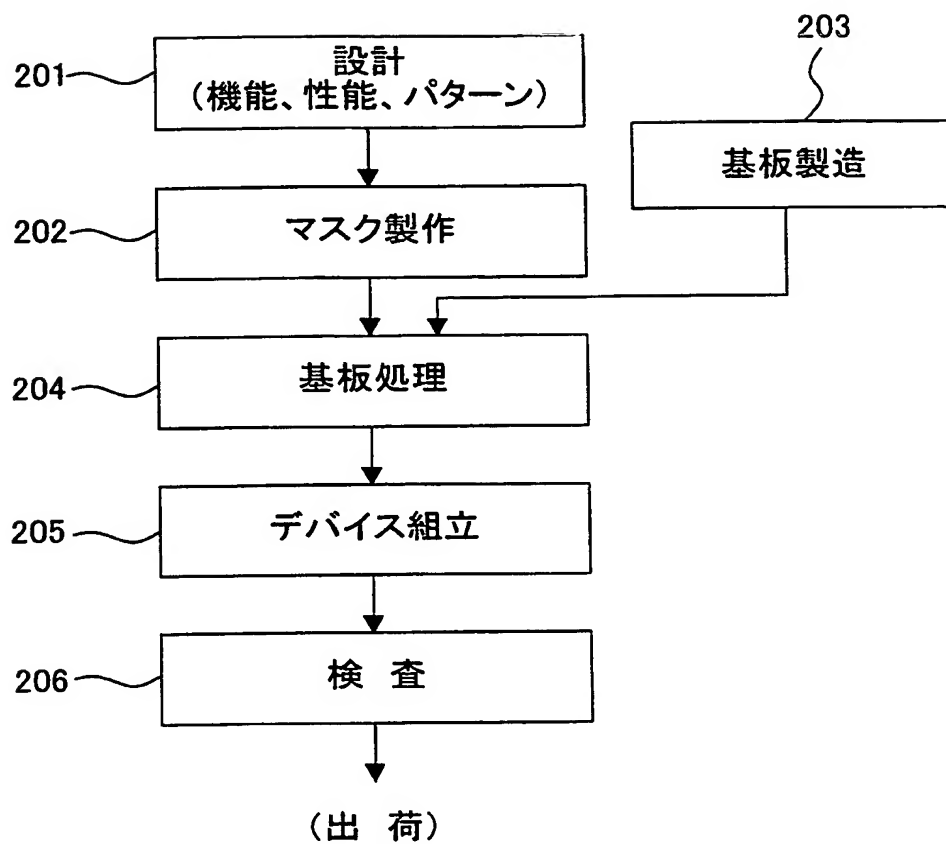 203
201
設計
(機能、性能、パターン)
基板製造
202
マスク製作
204
基板処理
205
デバイス組立
206
検 査
(出 荷)